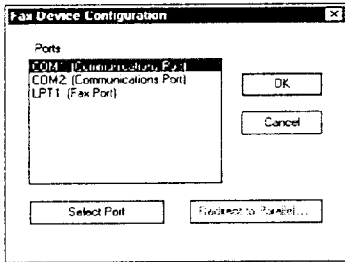 Fax Device Configuration
Ports
COM1: (Communications Port)
COM2: (Communications Port)
LPT1: (Fax Port)
OK
Cancel
Select Port
Redirect to Parallel...